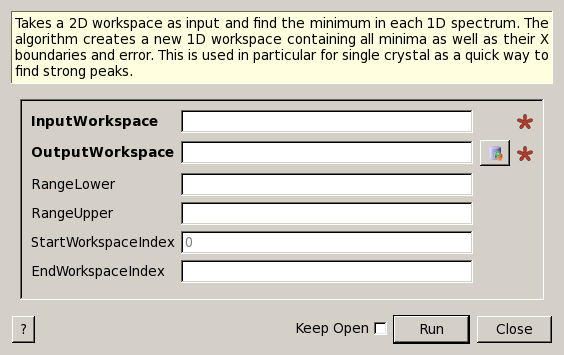 Takes a 2D workspace as input and find the minimum in each 1D spectrum. The
algorithm creates a new 1D workspace containing all minima as well as their X
boundaries and error. This is used in particular for single crystal as a quick way to
find strong peaks.
InputWorkspace
OutputWorkspace
RangeLower
RangeUpper
StartWorkspaceIndex 0
EndWorkspaceIndex
? Keep Open Run Close